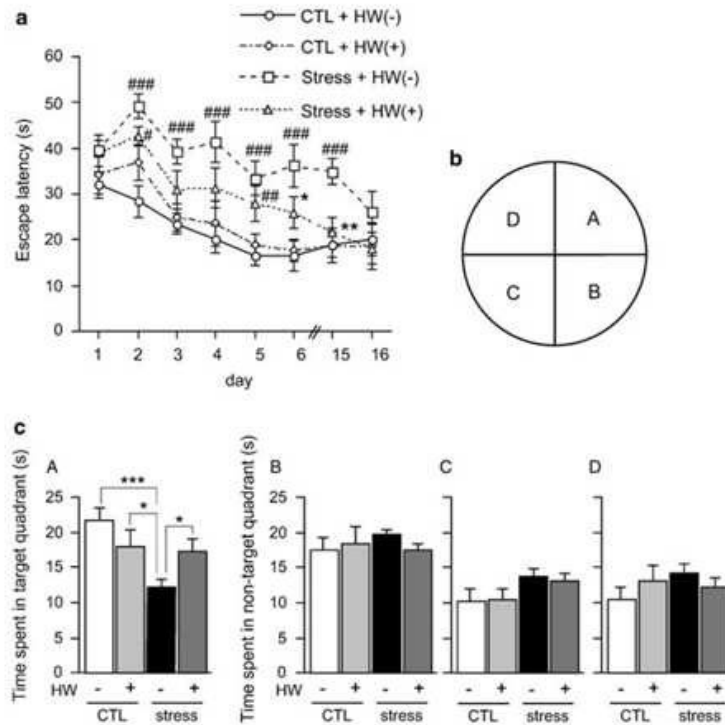 a
CTL + HW(-)
CTL + HW(+)
Stress + HW(-)
Stress + HW(+)
Escape latency (s)
60
50
40
30
20
10
0
###
#
###
###
###
##
###
*
###
**
1 2 3 4 5 6 15 16
day
b
D A
C B
c
A
Time spent in target quadrant (s)
25
20
15
10
5
0
***
*
*
HW - + - +
CTL stress
B
Time spent in non-target quadrant (s)
25
20
15
10
5
0
- + - +
HW
CTL stress
C
- + - +
CTL stress
D
- + - +
CTL stress